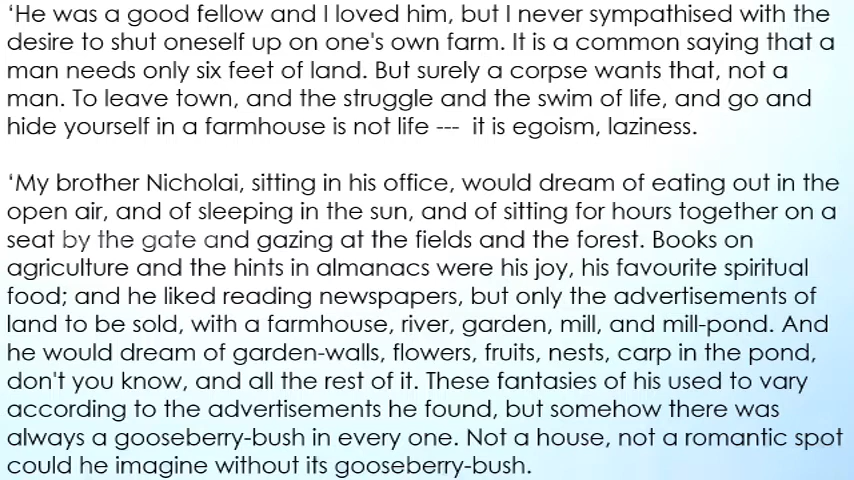 ‘He was a good fellow and I loved him, but I never sympathised with the
desire to shut oneself up on one's own farm. It is a common saying that a
man needs only six feet of land. But surely a corpse wants that, not a
man. To leave town, and the struggle and the swim of life, and go and
hide yourself in a farmhouse is not life --- it is egoism, laziness.
‘My brother Nicholai, sitting in his office, would dream of eating out in the
open air, and of sleeping in the sun, and of sitting for hours together on a
seat by the gate and gazing at the fields and the forest. Books on
agriculture and the hints in almanacs were his joy, his favourite spiritual
food; and he liked reading newspapers, but only the advertisements of
land to be sold, with a farmhouse, river, garden, mill, and mill-pond. And
he would dream of garden-walls, flowers, fruits, nests, carp in the pond,
don't you know, and all the rest of it. These fantasies of his used to vary
according to the advertisements he found, but somehow there was
always a gooseberry-bush in every one. Not a house, not a romantic spot
could he imagine without its gooseberry-bush.